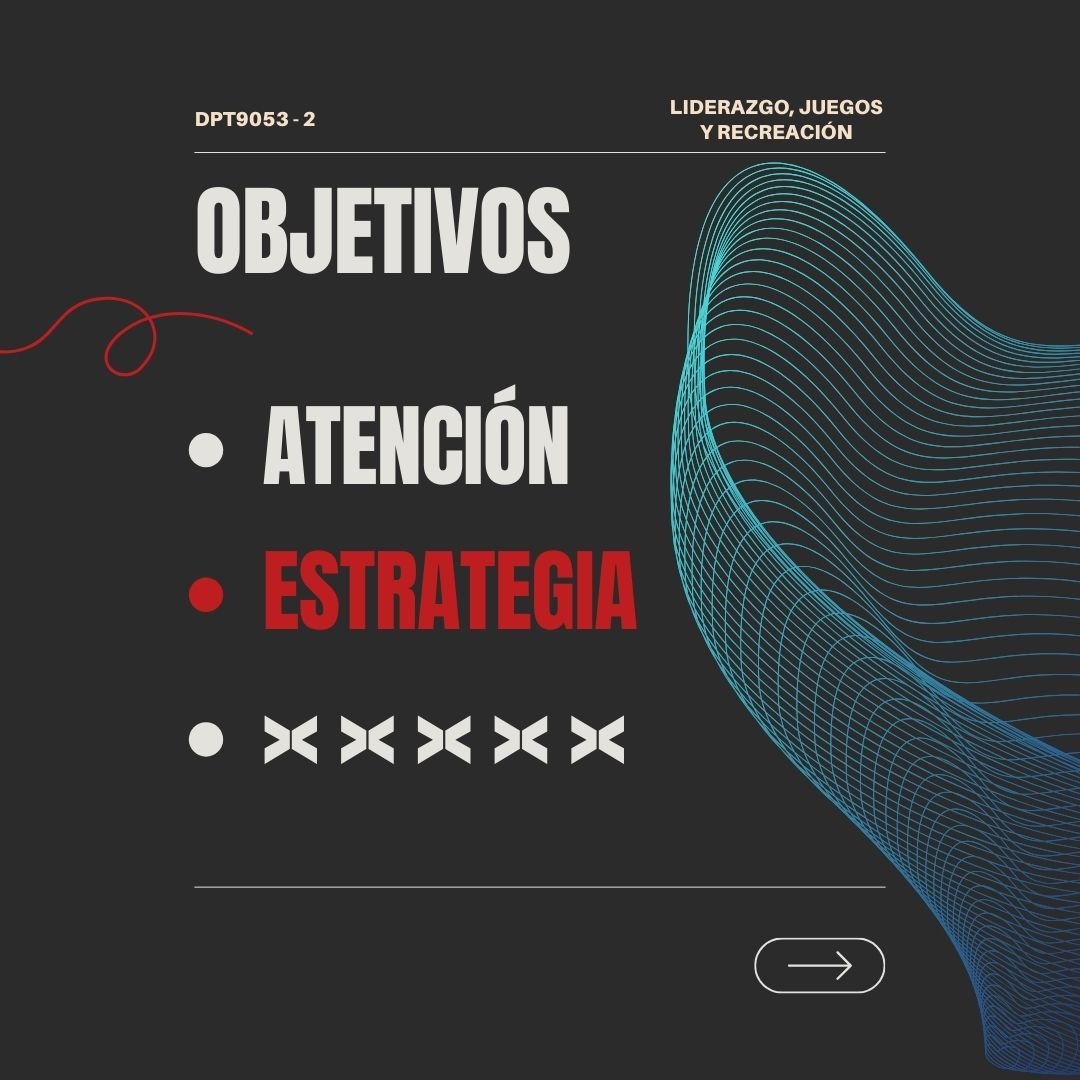 DPT9053 - 2
LIDERAZGO, JUEGOS
Y RECREACIÓN
OBJETIVOS
• ATENCIÓN
• ESTRATEGIA
• X X X X X